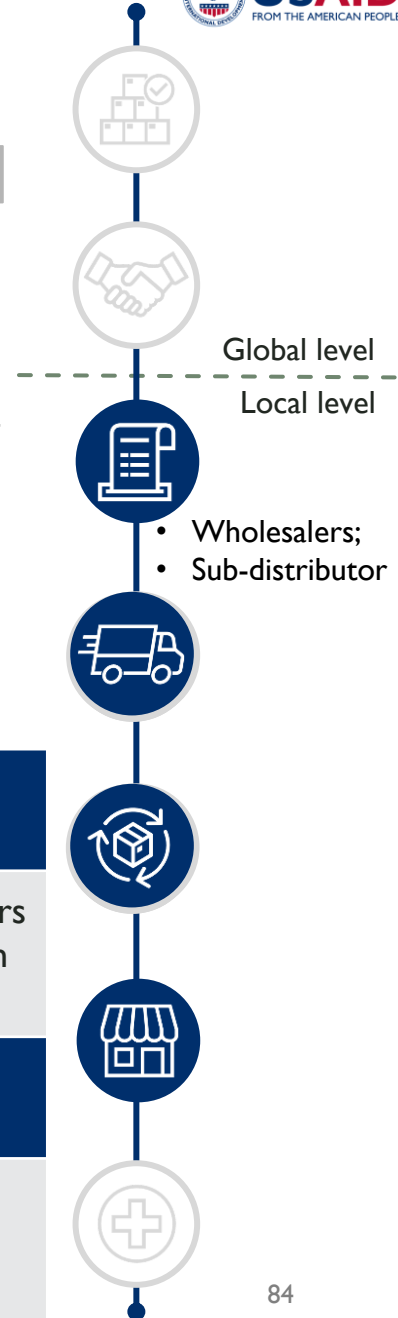 FROM THE AMERICAN PEOPLE
Global level
Local level
• Wholesalers;
• Sub-distributor
84